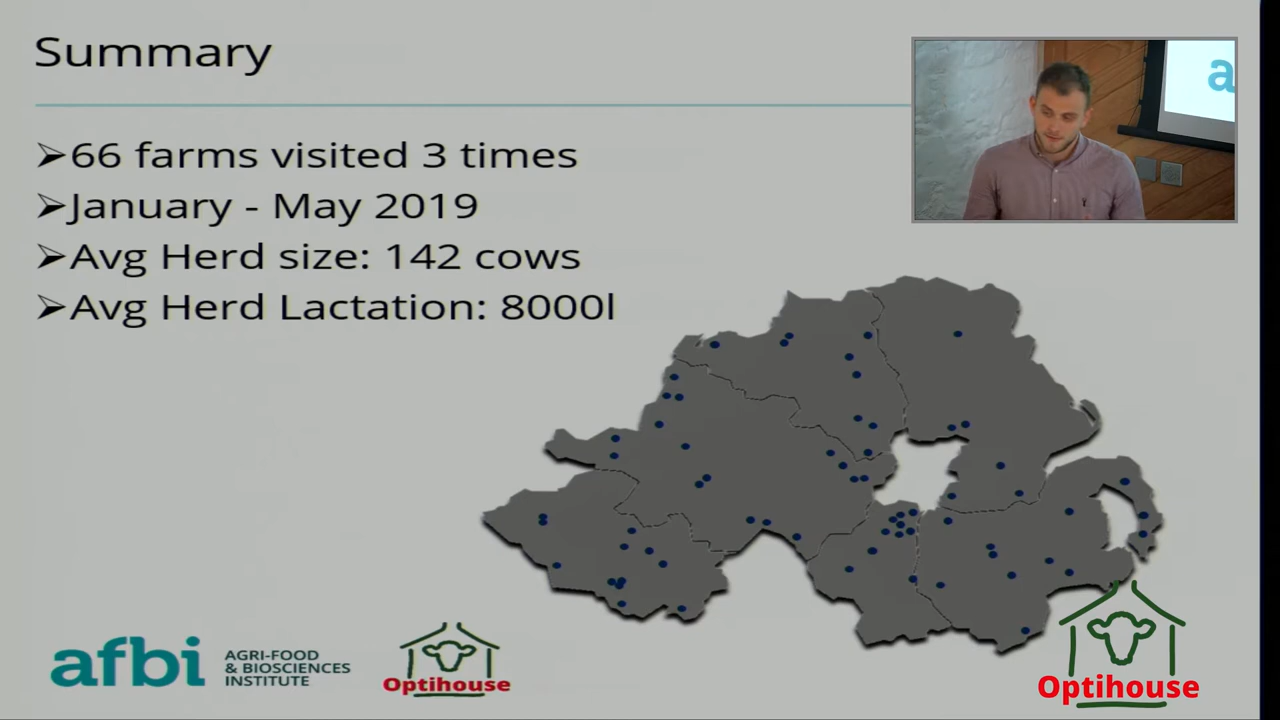 Summary
➢66 farms visited 3 times
➢January - May 2019
➢Avg Herd size: 142 cows
➢Avg Herd Lactation: 8000l
a
afbi
AGRI-FOOD
& BIOSCIENCES
INSTITUTE
Optihouse
Optihouse